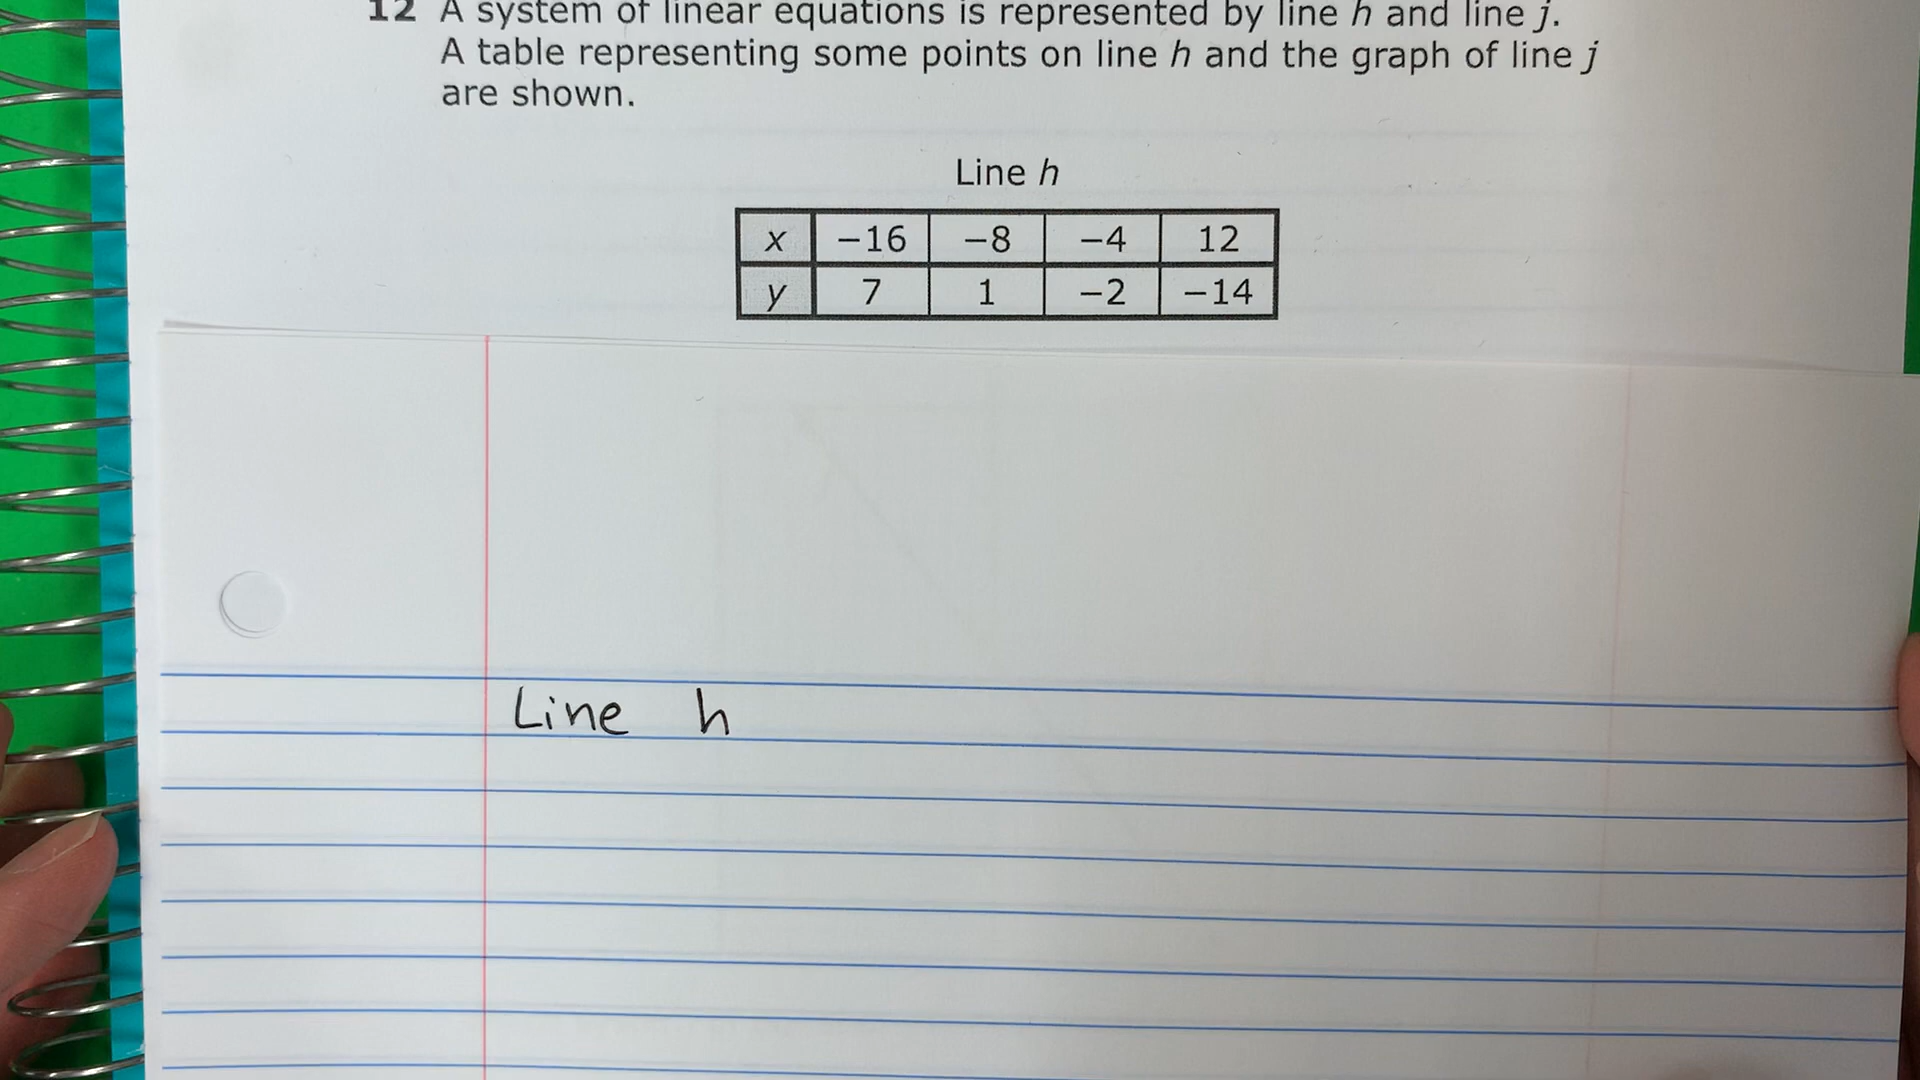 12 A system of linear equations is represented by line h and line j.
A table representing some points on line h and the graph of line j
are shown.
Line h
x −16 −8 −4 12
y 7 1 −2 −14
Line h